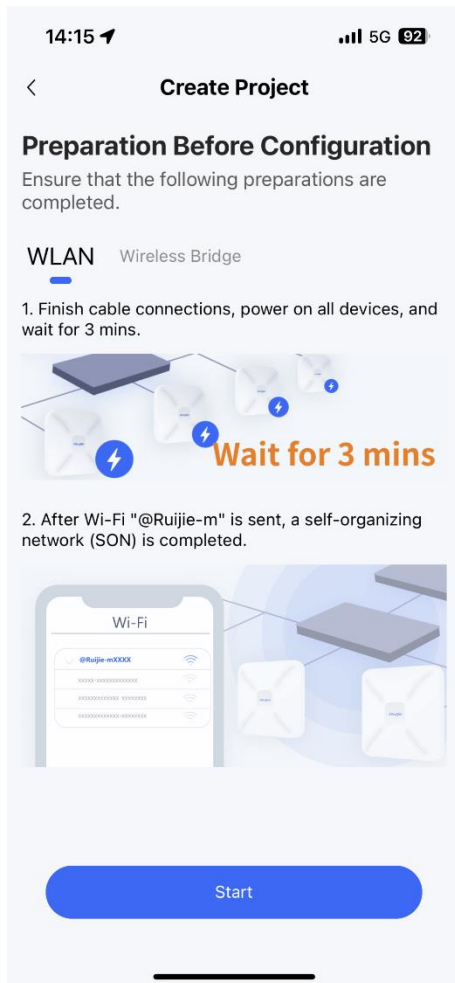 14:15
5G 92
Create Project
Preparation Before Configuration
Ensure that the following preparations are
completed.
WLAN Wireless Bridge
1. Finish cable connections, power on all devices, and
wait for 3 mins.
Wait for 3 mins
2. After Wi-Fi "@Ruijie-m" is sent, a self-organizing
network (SON) is completed.
Wi-Fi
@Ruijie-mXXXX
Start